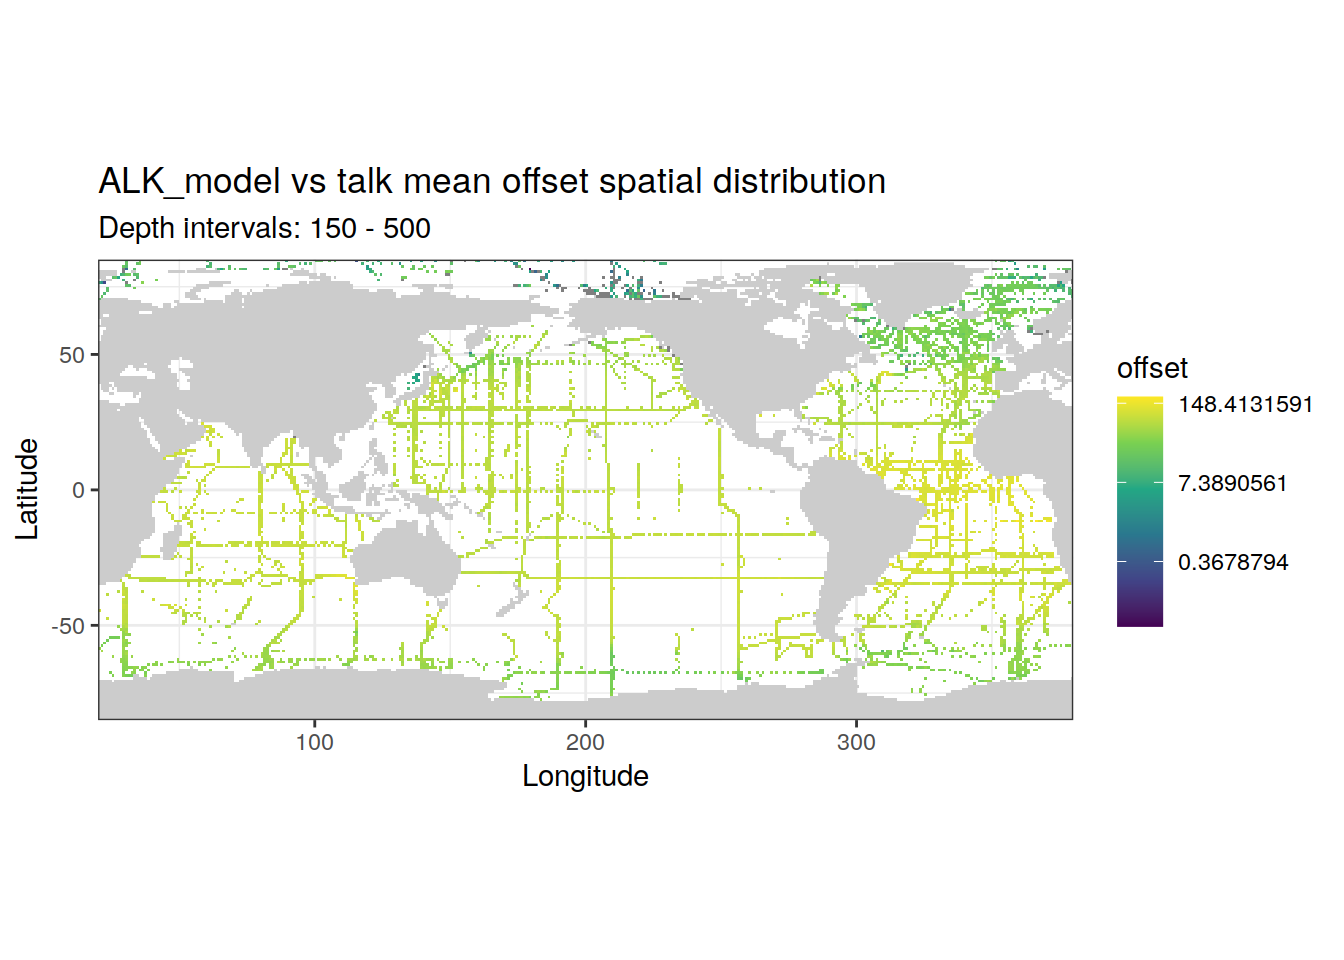 ALK_model vs talk mean offset spatial distribution
Depth intervals: 150 - 500
offset
148.4131591
7.3890561
0.3678794
50
0
-50
Latitude
100
200
300
Longitude